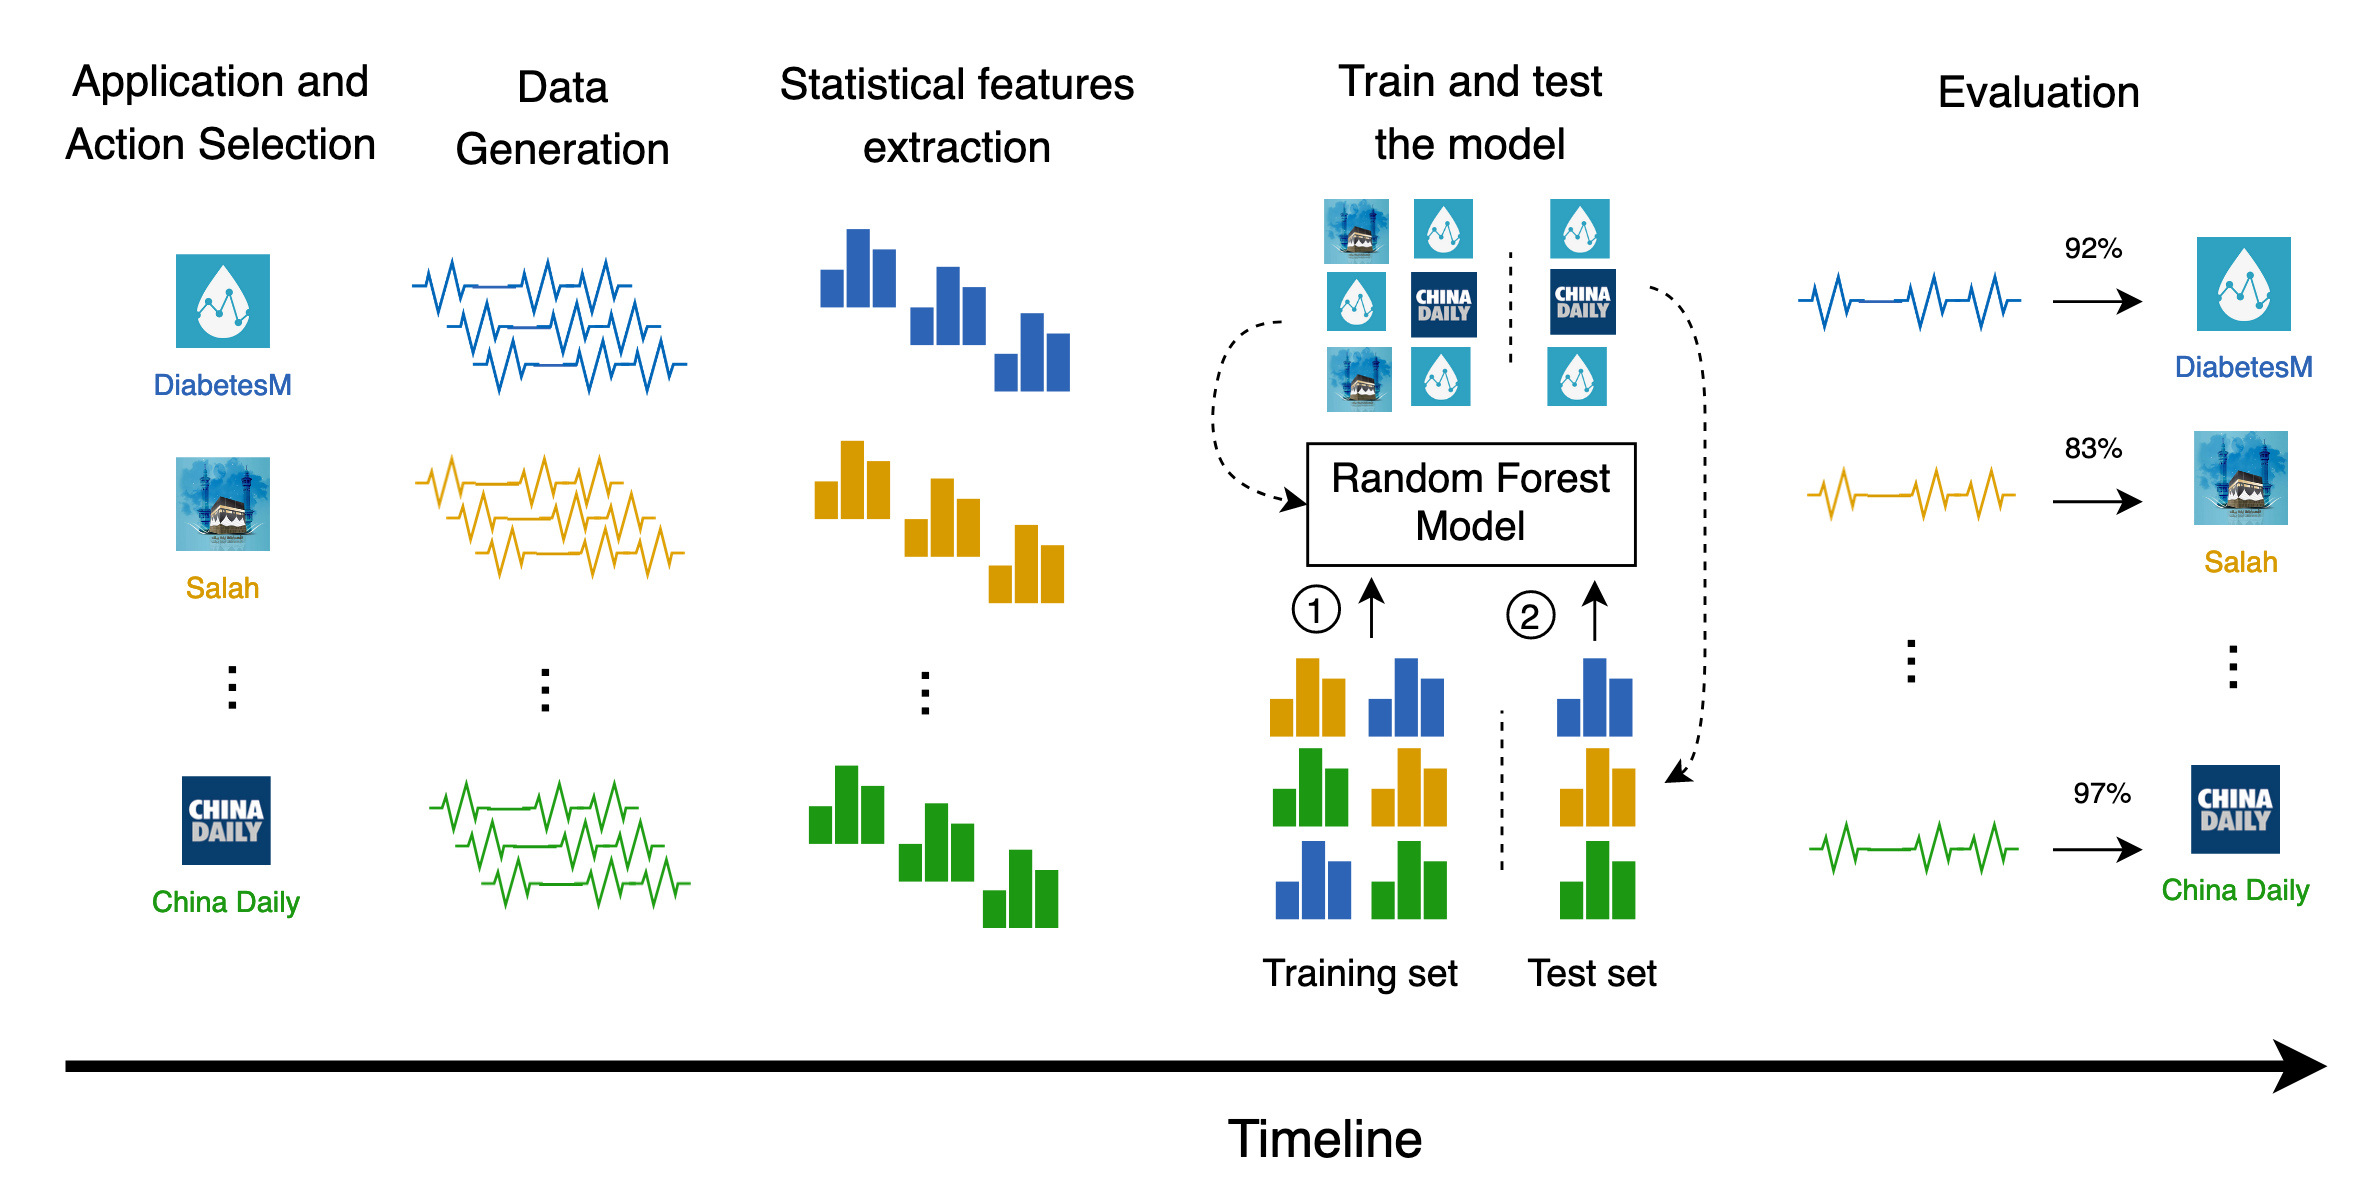 Application and
Action Selection
Data
Generation
Statistical features
extraction
Train and test
the model
Evaluation
DiabetesM
Salah
China Daily
CHINA
DAILY
CHINA
DAILY
CHINA
DAILY
Random Forest
Model
1
2
Training set
Test set
92%
DiabetesM
83%
Salah
97%
CHINA
DAILY
China Daily
Timeline